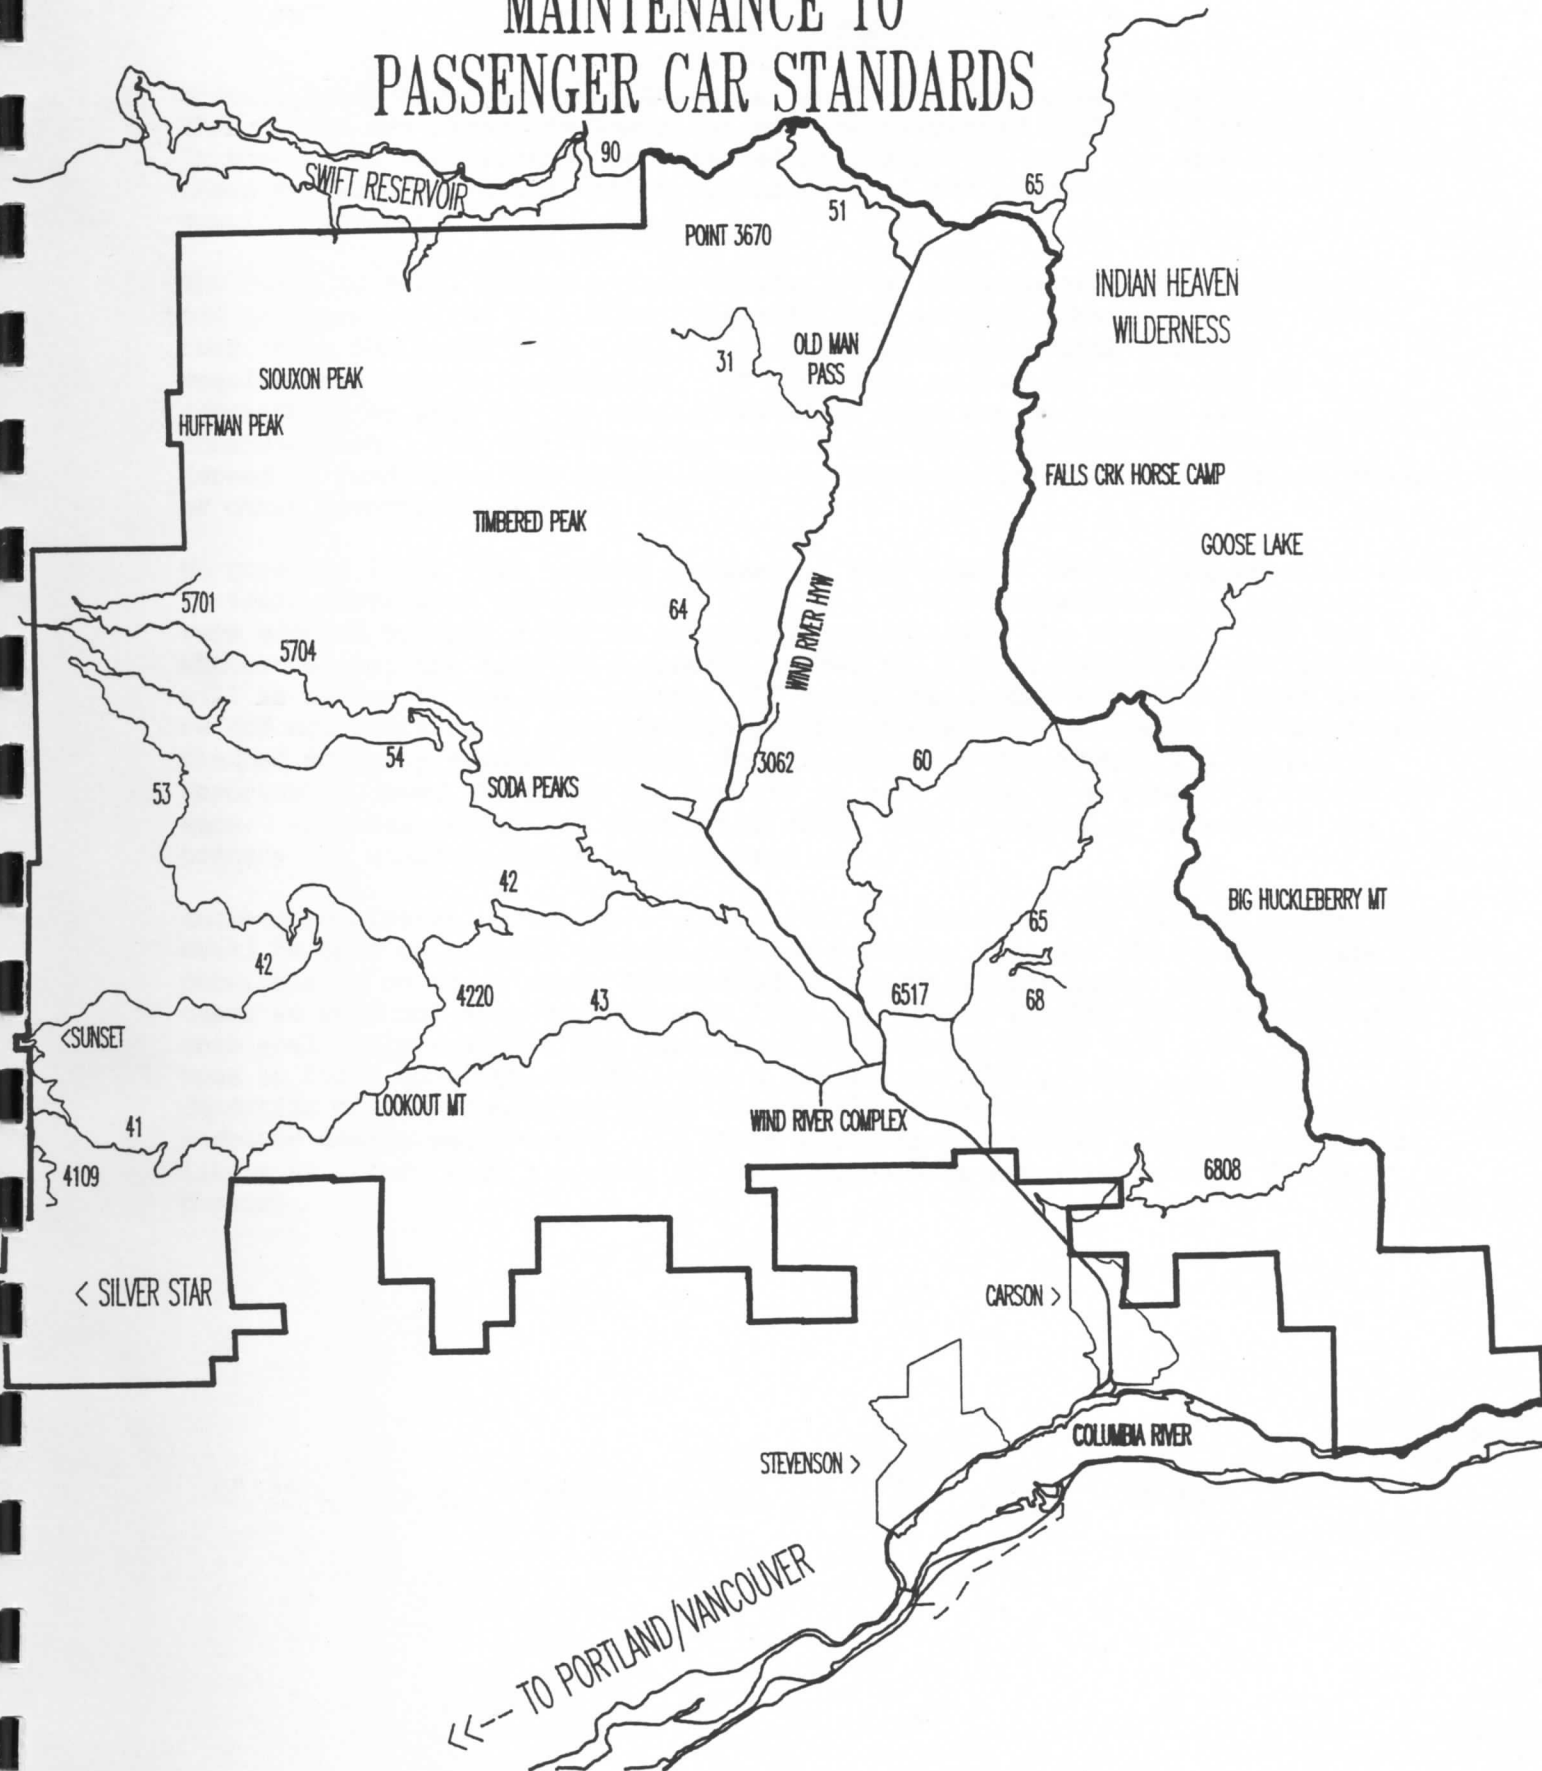 MAINTENANCE TO
PASSENGER CAR STANDARDS
90
SWIFT RESERVOIR
65
51
POINT 3670
INDIAN HEAVEN
WILDERNESS
OLD MAN
PASS
31
SIOUXON PEAK
HUFFMAN PEAK
FALLS CRK HORSE CAMP
TIMBERED PEAK
GOOSE LAKE
5701
64
WIND RIVER HYW
5704
54
3062
60
53
SODA PEAKS
42
BIG HUCKLEBERRY MT
65
42
4220
43
6517
68
<SUNSET
LOOKOUT MT
WIND RIVER COMPLEX
41
4109
6808
< SILVER STAR
CARSON >
COLUMBIA RIVER
STEVENSON >
<<-- TO PORTLAND/VANCOUVER